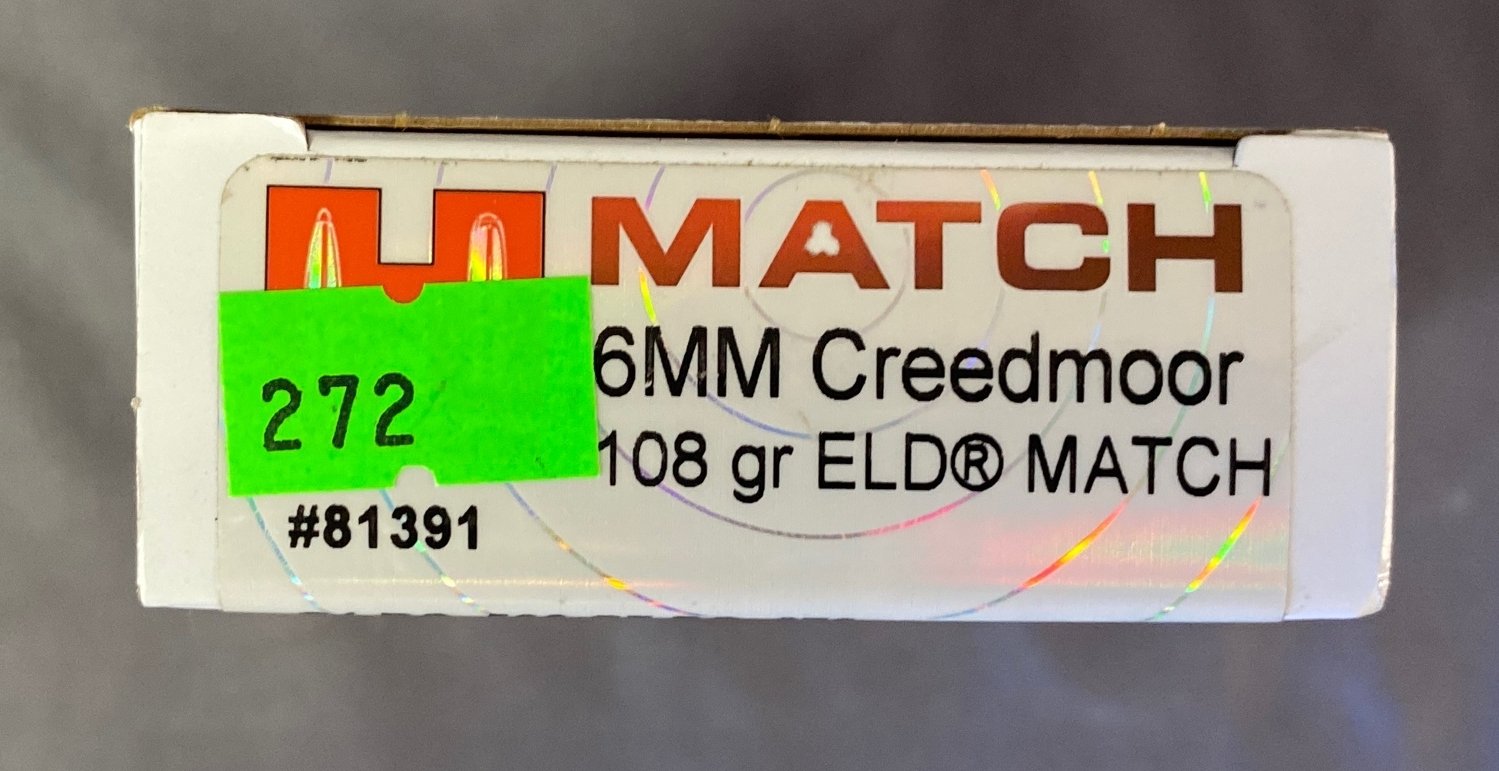 MATCH
6MM Creedmoor
272
108 gr ELD® MATCH
#81391